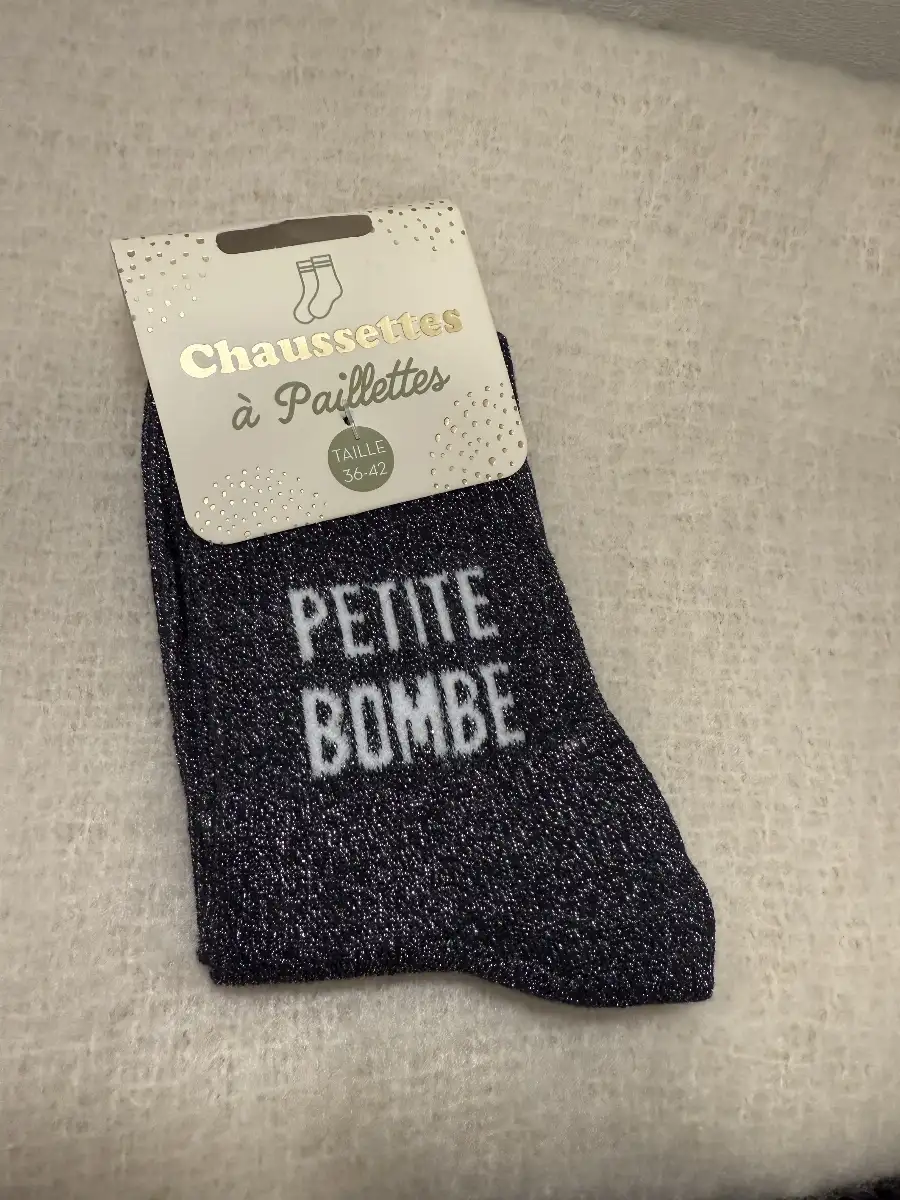 Chaussettes
à Paillettes
TAILLE
36-42
PETITE
BOMBE